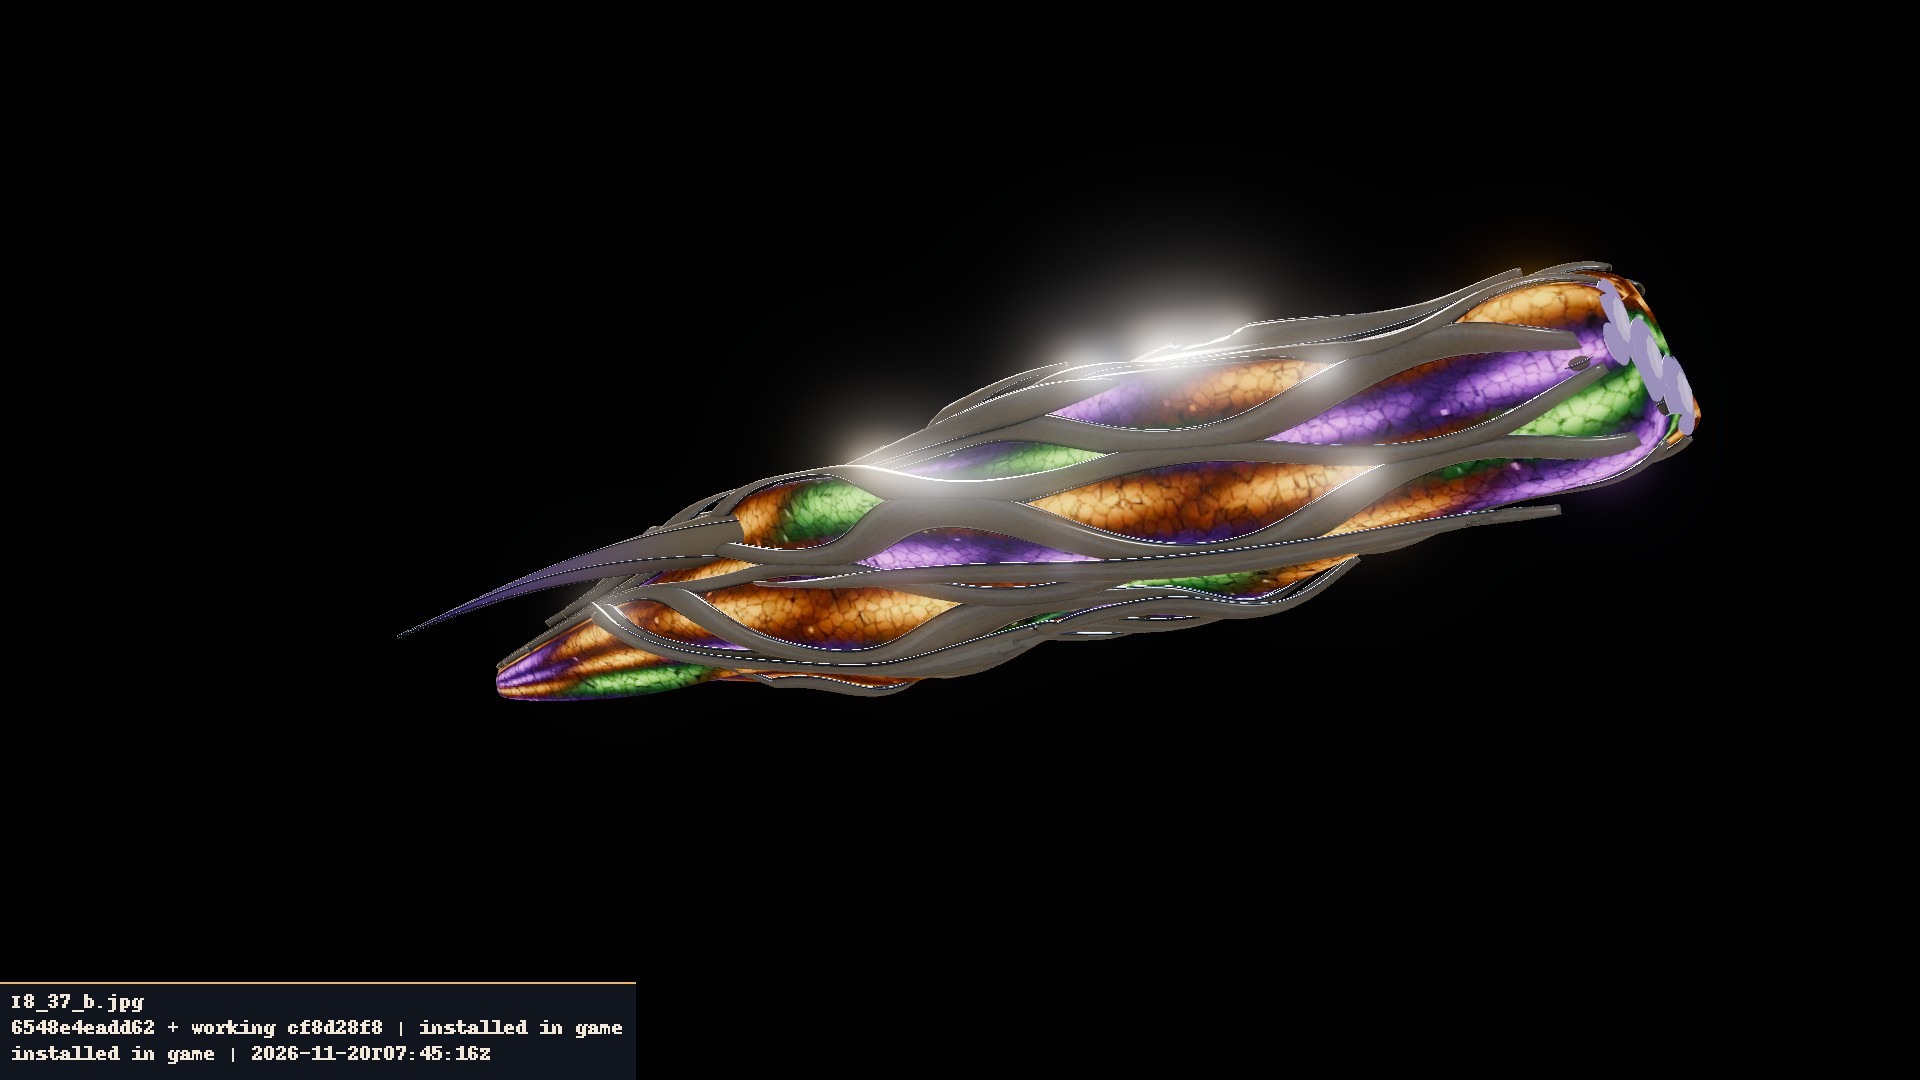 I8_37_b.jpg
6548e4eadd62 + working cf8d28f8 | installed in game
installed in game | 2026-11-20T07:45:16Z